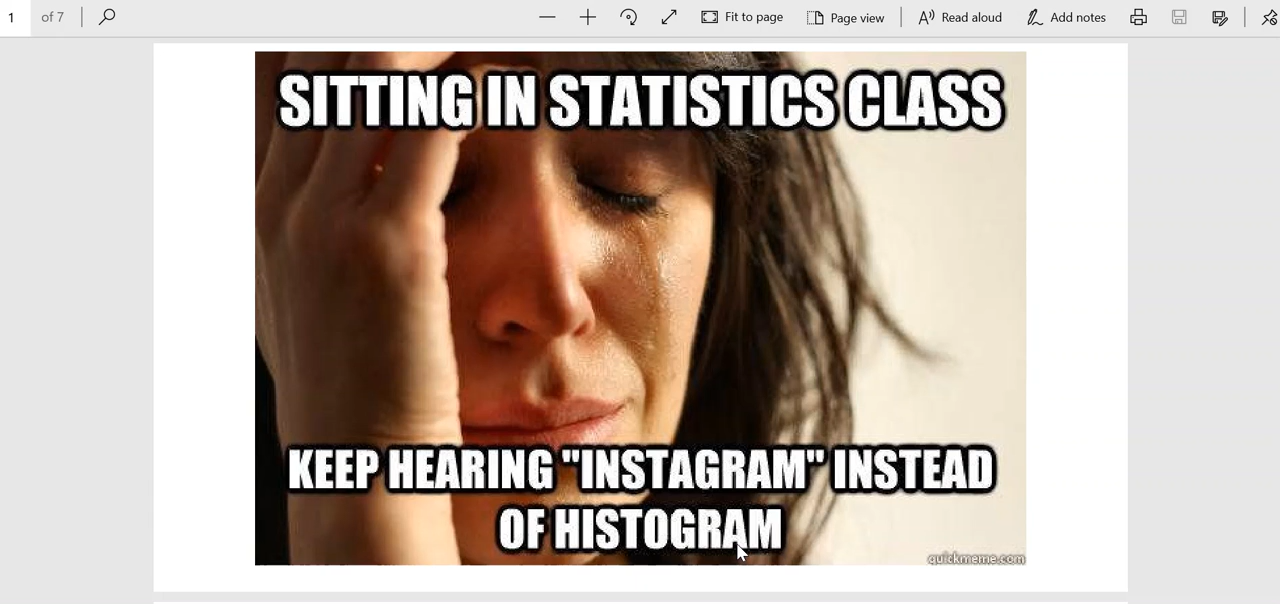 1 of 7 Fit to page Page view Read aloud Add notes
SITTING IN STATISTICS CLASS
KEEP HEARING "INSTAGRAM" INSTEAD
OF HISTOGRAM
quickmeme.com